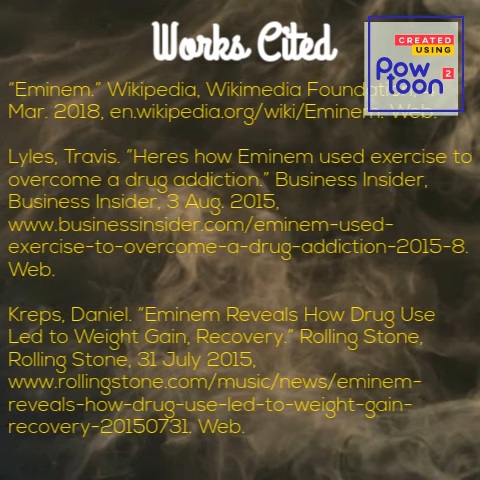 Works Cited
CREATED
USING
Pow
toon 2
“Eminem.” Wikipedia, Wikimedia
Mar. 2018, en.wikipedia.org/wiki/Eminem. Web.
Lyles, Travis. “Heres how Eminem used exercise to
overcome a drug addiction.” Business Insider,
Business Insider, 3 Aug. 2015,
www.businessinsider.com/eminem-used-
exercise-to-overcome-a-drug-addiction-2015-8.
Web.
Kreps, Daniel. “Eminem Reveals How Drug Use
Led to Weight Gain, Recovery.” Rolling Stone,
Rolling Stone, 31 July 2015,
www.rollingstone.com/music/news/eminem-
reveals-how-drug-use-led-to-weight-gain-
recovery-20150731. Web.